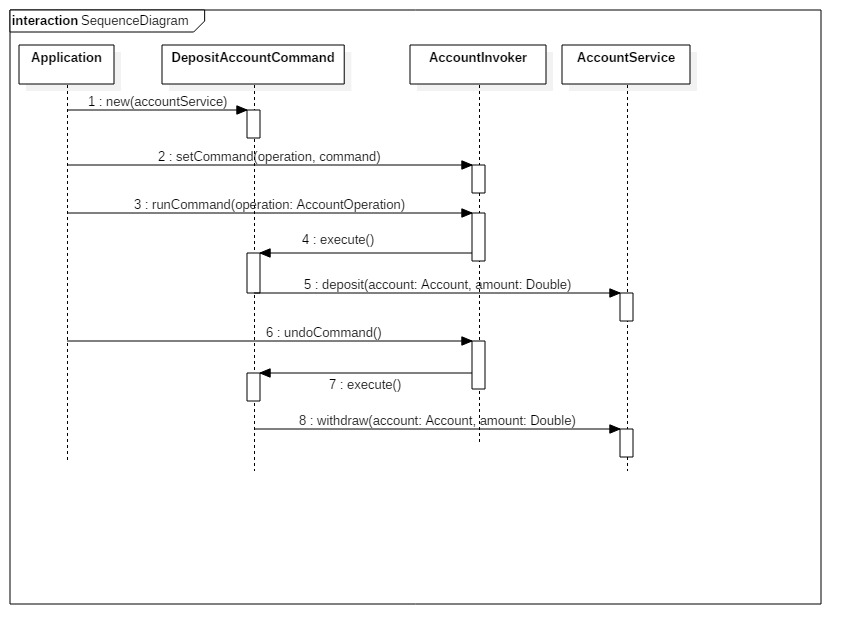 interaction SequenceDiagram
Application
DepositAccountCommand
AccountInvoker
AccountService
1 : new(accountService)
2 : setCommand(operation, command)
3 : runCommand(operation: AccountOperation)
4 : execute()
5 : deposit(account: Account, amount: Double)
6 : undoCommand()
7 : execute()
8 : withdraw(account: Account, amount: Double)